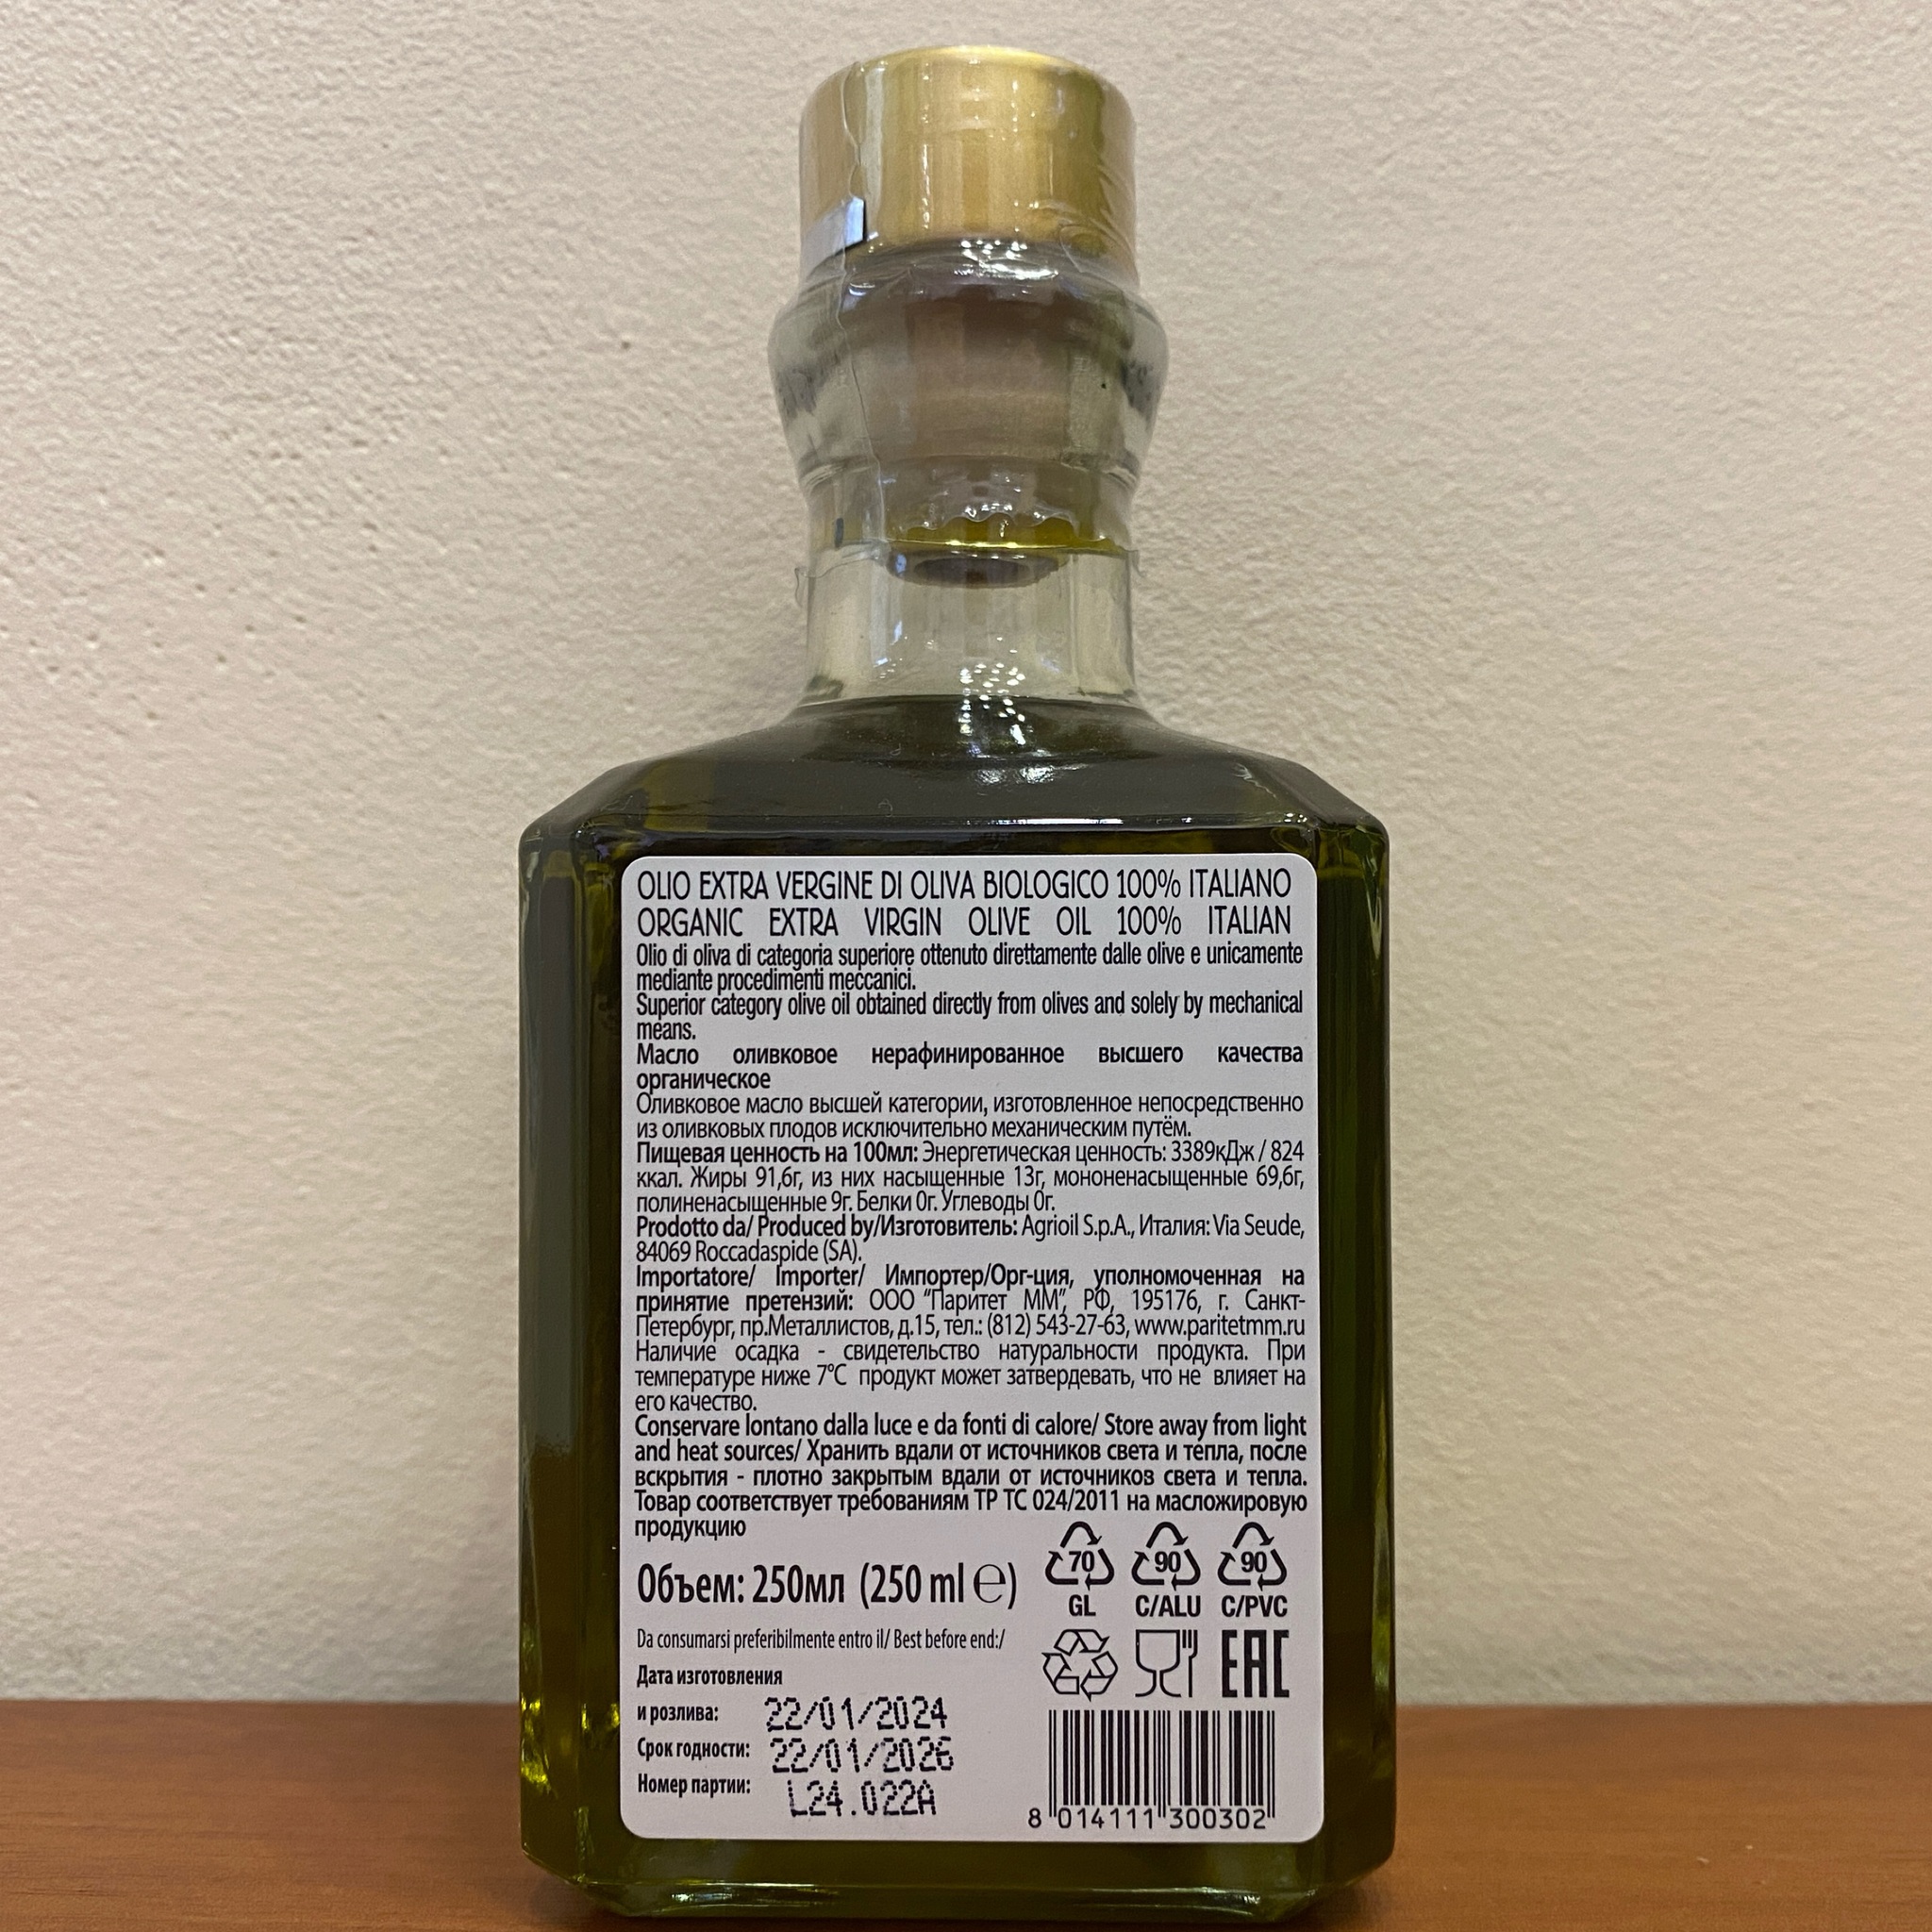 OLIO EXTRA VERGINE DI OLIVA BIOLOGICO 100% ITALIANO
ORGANIC EXTRA VIRGIN OLIVE OIL 100% ITALIAN
Olio di oliva di categoria superiore ottenuto direttamente dalle olive e unicamente
mediante procedimenti meccanici.
Superior category olive oil obtained directly from olives and solely by mechanical
means.
Масло оливковое нерафинированное высшего качества
органическое
Оливковое масло высшей категории, изготовленное непосредственно
из оливковых плодов исключительно механическим путём.
Пищевая ценность на 100мл: Энергетическая ценность: 3389кДж / 824
ккал. Жиры 91,6г, из них насыщенные 13г, мононенасыщенные 69,6г,
полиненасыщенные 9г. Белки 0г. Углеводы 0г.
Prodotto da/ Produced by/Изготовитель: Agrioil S.p.A., Италия: Via Seude,
84069 Roccadaspide (SA).
Importatore/ Importer/ Импортер/Орг-ция, уполномоченная на
принятие претензий: ООО "Паритет ММ", РФ, 195176, г. Санкт-
Петербург, пр.Металлистов, д.15, тел.: (812) 543-27-63, www.paritetmm.ru
Наличие осадка - свидетельство натуральности продукта. При
температуре ниже 7°C продукт может затвердевать, что не влияет на
его качество.
Conservare lontano dalla luce e da fonti di calore/ Store away from light
and heat sources/ Хранить вдали от источников света и тепла, после
вскрытия - плотно закрытым вдали от источников света и тепла.
Товар соответствует требованиям ТР ТС 024/2011 на масложировую
продукцию
70 90 90
GL C/ALU C/PVC
Объем: 250мл (250 ml ℮)
EAC
Da consumarsi preferibilmente entro il/ Best before end:/
Дата изготовления
и розлива: 22/01/2024
Срок годности: 22/01/2026
Номер партии: L24.022A
8 014111 300302